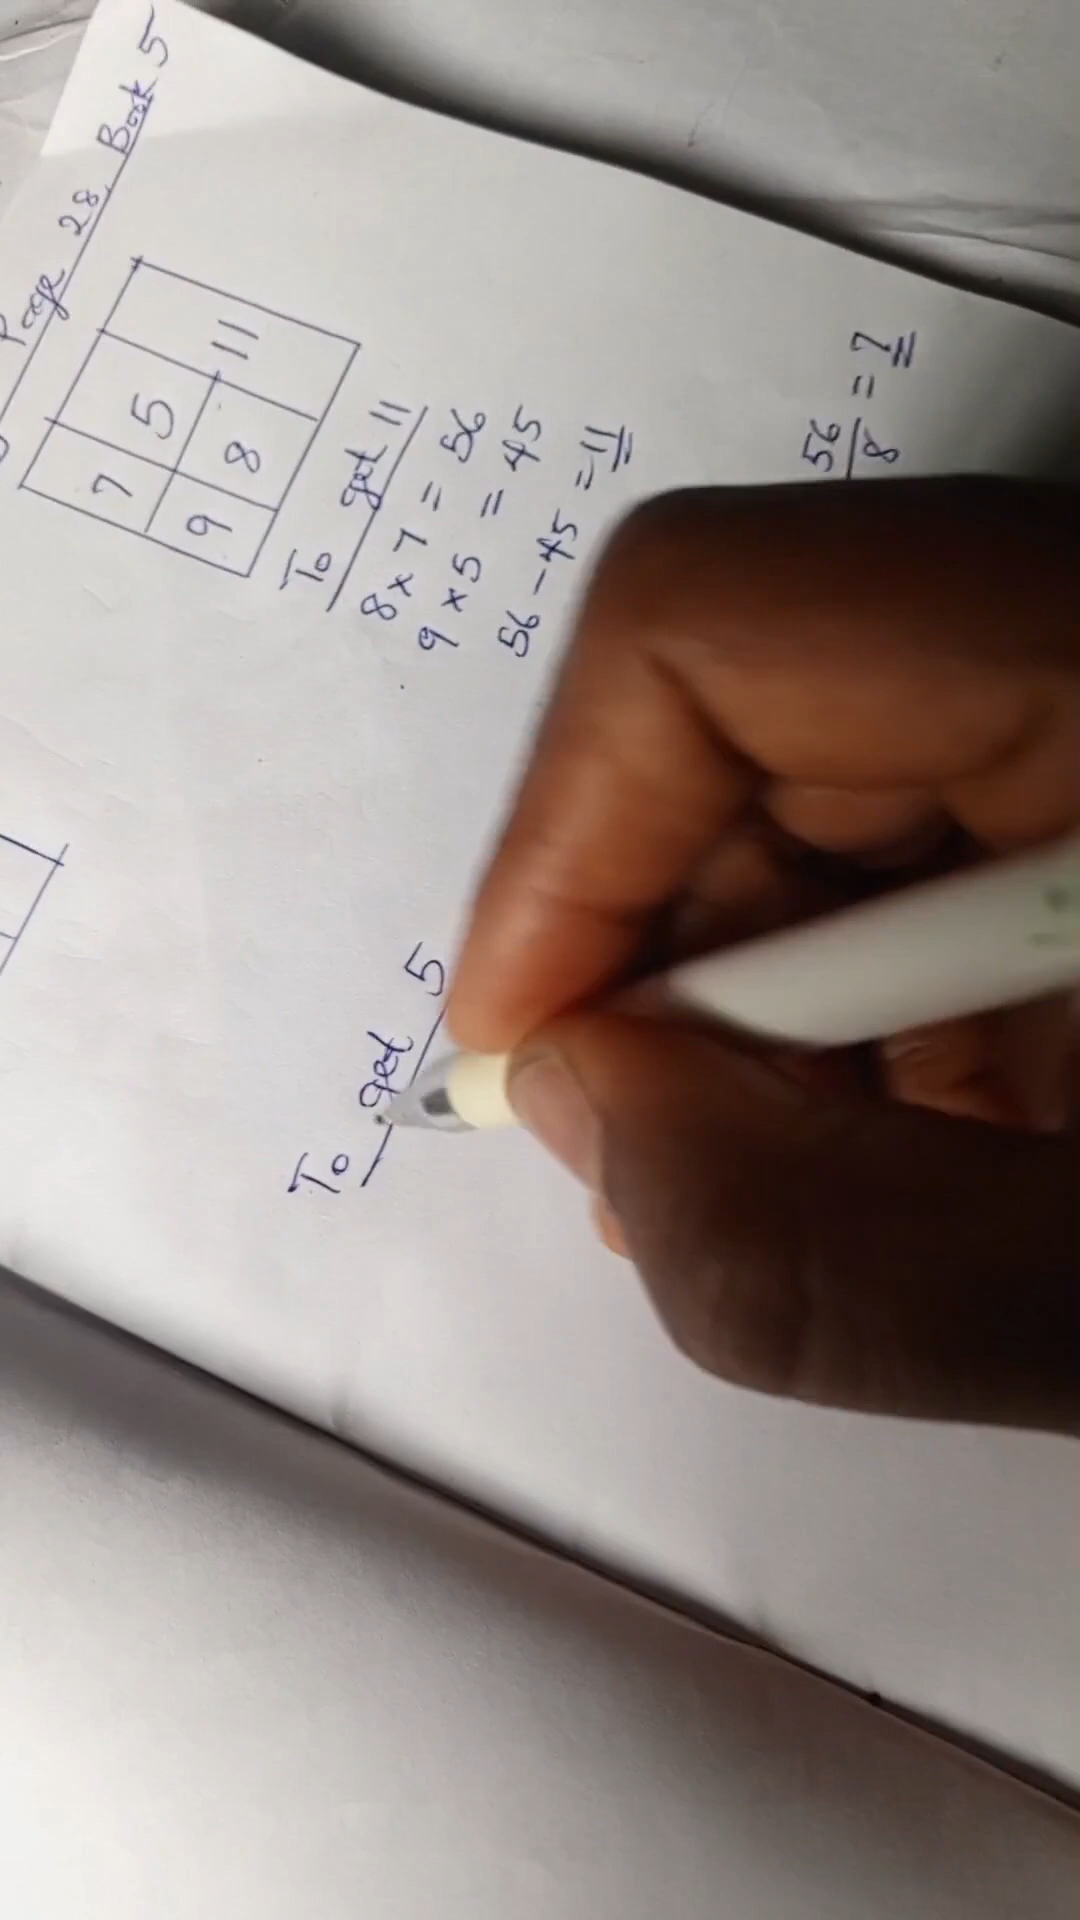 Page 28, Book 5
7 5
11
9 8
To get 11
8 × 7 = 56
9 × 5 = 45
56 - 45 = 11
56
8 = 7
To get 5